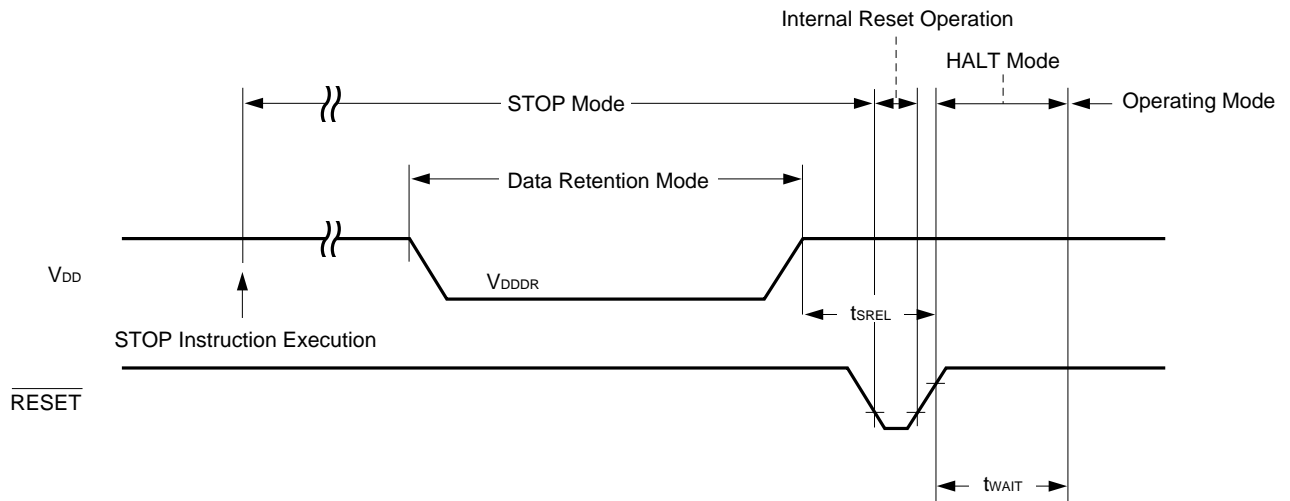 Internal Reset Operation
HALT Mode
STOP Mode
Operating Mode
Data Retention Mode
VDD
VDDDR
tSREL
STOP Instruction Execution
RESET
tWAIT